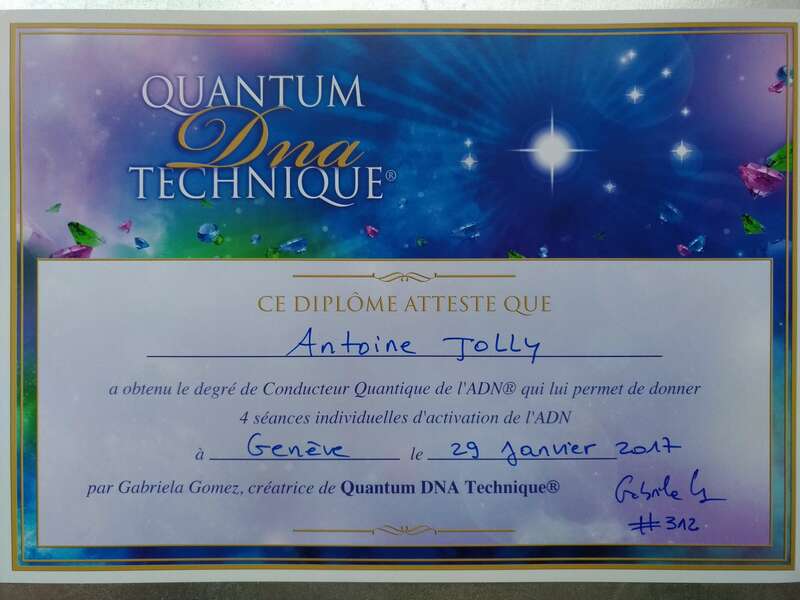 QUANTUM
Dna
TECHNIQUE®
CE DIPLÔME ATTESTE QUE
Antoine JOLLY
a obtenu le degré de Conducteur Quantique de l'ADN® qui lui permet de donner
4 séances individuelles d'activation de l'ADN
à Genève le 29 Janvier 2017
par Gabriela Gomez, créatrice de Quantum DNA Technique®
#312